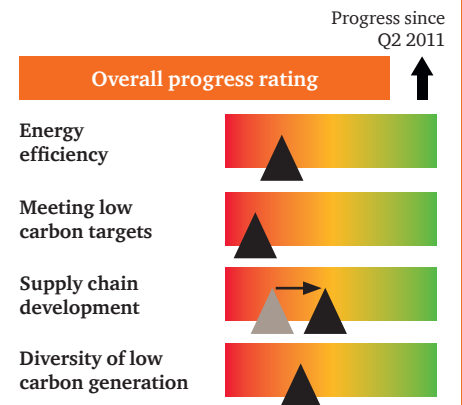 Progress since
Q2 2011
Overall progress rating
Energy
efficiency
Meeting low
carbon targets
Supply chain
development
Diversity of low
carbon generation